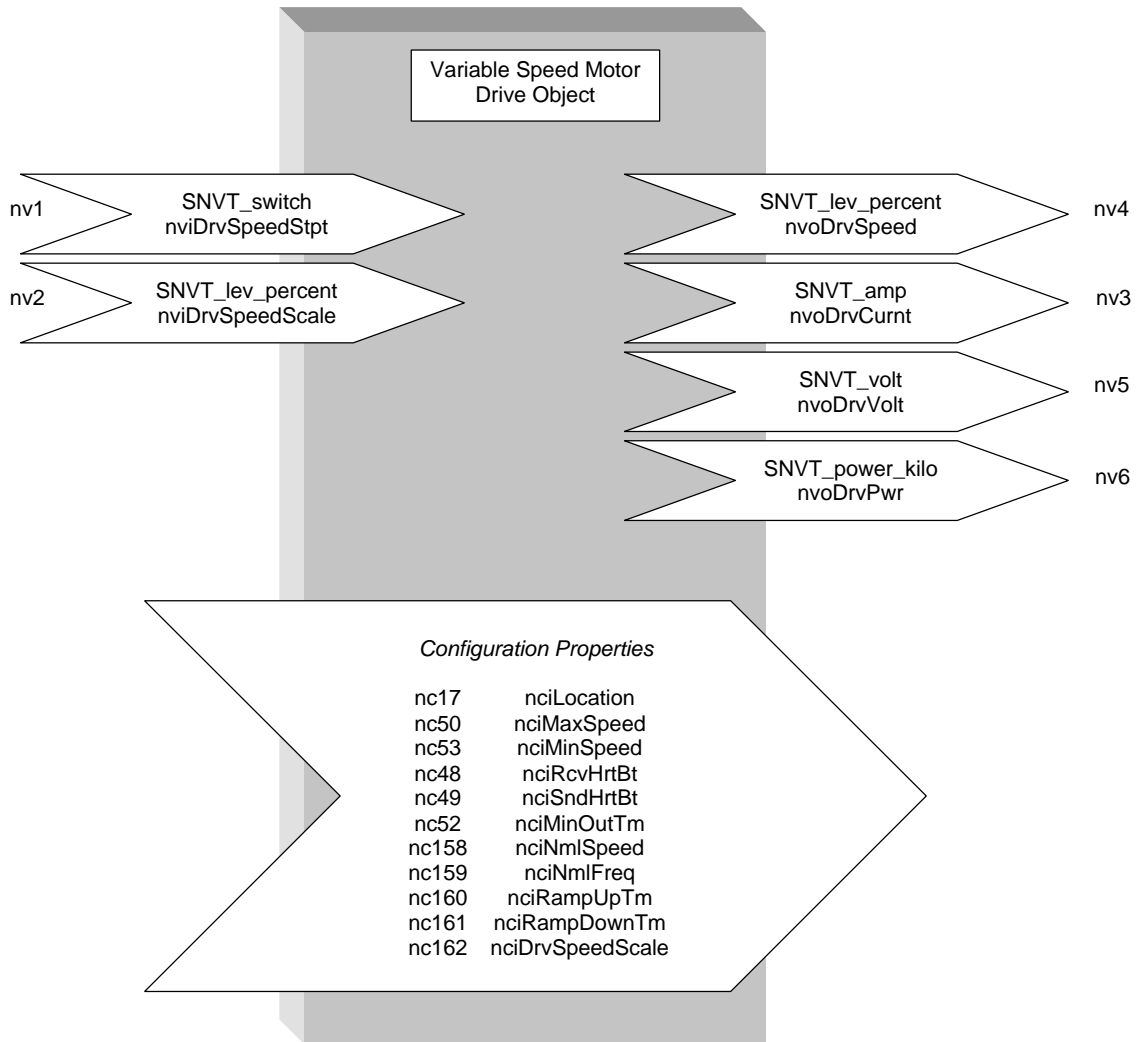 Variable Speed Motor
Drive Object
nv1
SNVT_switch
nviDrvSpeedStpt
SNVT_lev_percent
nvoDrvSpeed
nv4
nv2
SNVT_lev_percent
nviDrvSpeedScale
SNVT_amp
nvoDrvCurnt
nv3
SNVT_volt
nvoDrvVolt
nv5
SNVT_power_kilo
nvoDrvPwr
nv6
Configuration Properties
nc17 nciLocation
nc50 nciMaxSpeed
nc53 nciMinSpeed
nc48 nciRcvHrtBt
nc49 nciSndHrtBt
nc52 nciMinOutTm
nc158 nciNmlSpeed
nc159 nciNmlFreq
nc160 nciRampUpTm
nc161 nciRampDownTm
nc162 nciDrvSpeedScale